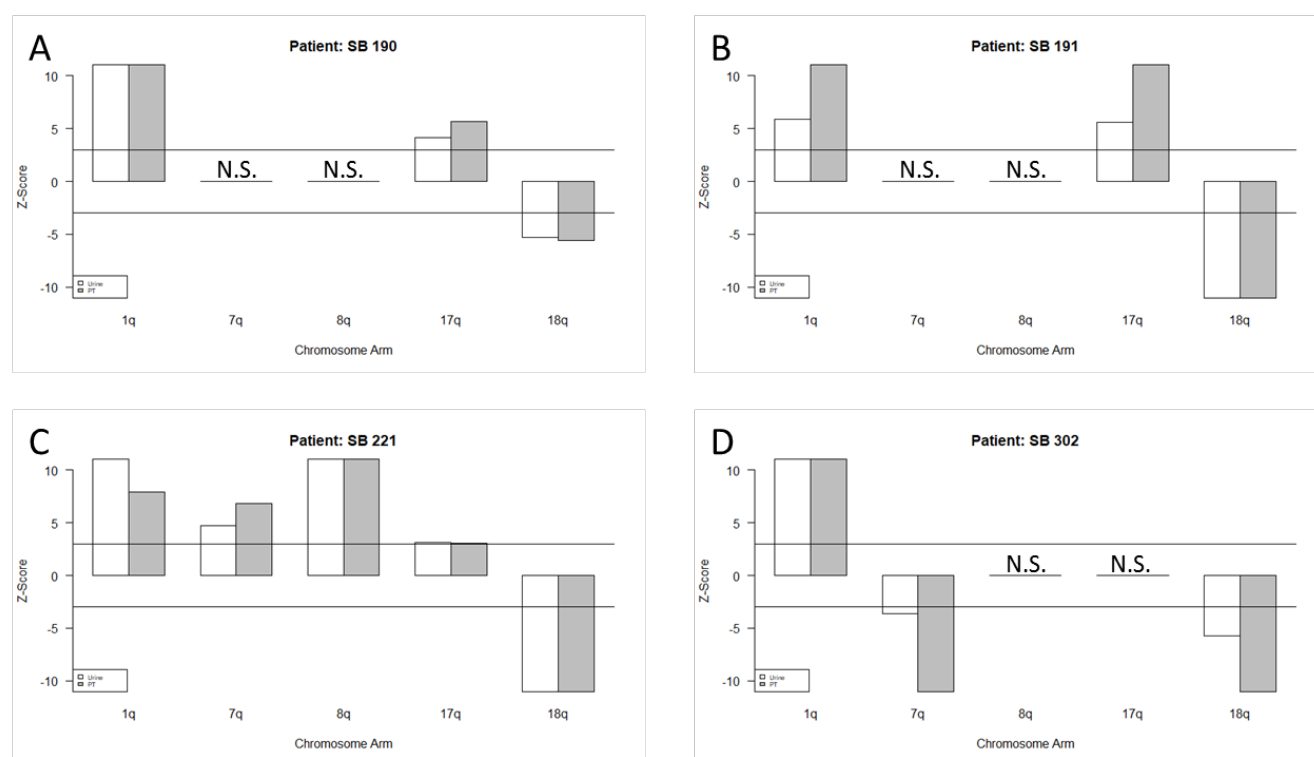 A
Patient: SB 190
10
5
0
-5
-10
Z-Score
N.S.
N.S.
Urine
PT
1q
7q
8q
17q
18q
Chromosome Arm
B
Patient: SB 191
10
5
0
-5
-10
Z-Score
N.S.
N.S.
Urine
PT
1q
7q
8q
17q
18q
Chromosome Arm
C
Patient: SB 221
10
5
0
-5
-10
Z-Score
Urine
PT
1q
7q
8q
17q
18q
Chromosome Arm
D
Patient: SB 302
10
5
0
-5
-10
Z-Score
N.S.
N.S.
Urine
PT
1q
7q
8q
17q
18q
Chromosome Arm